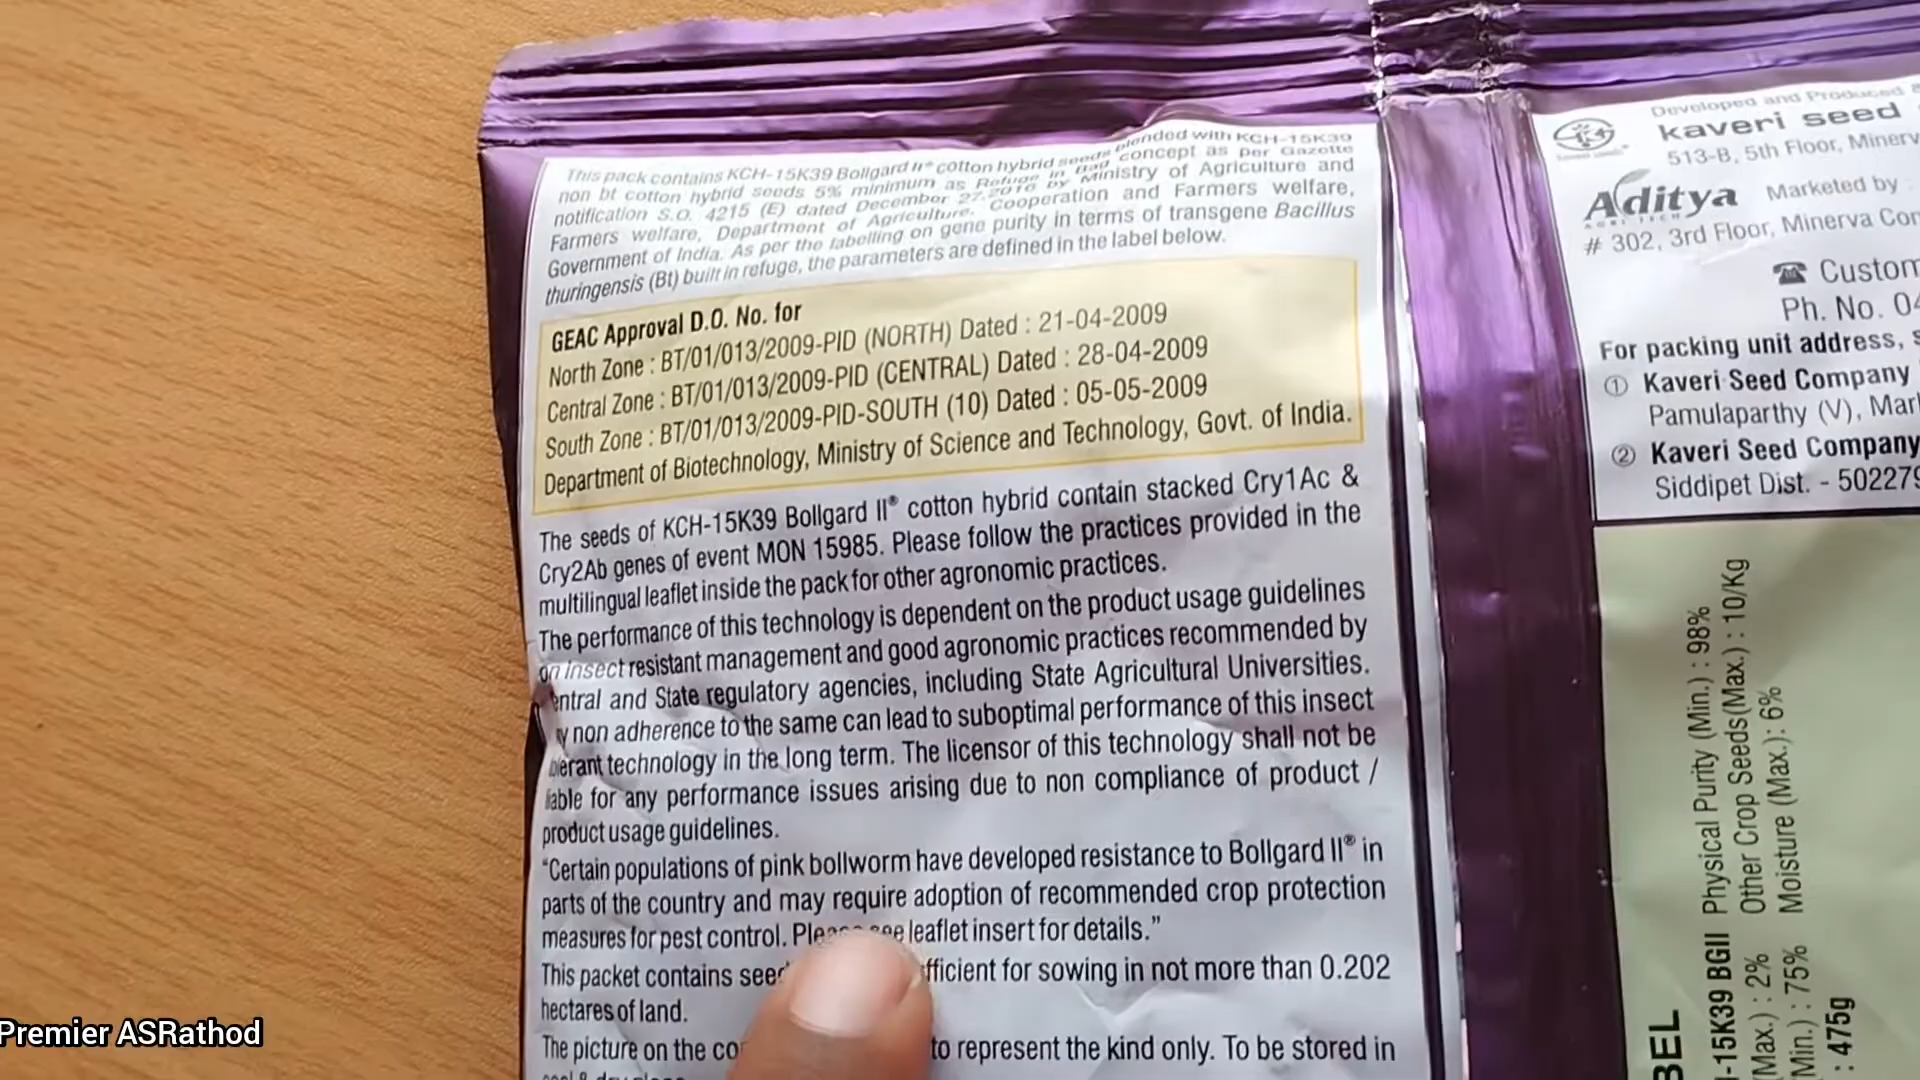 This pack contains KCH-15K39 Bollgard II® cotton hybrid seeds blended with KCH-15K39
non bt cotton hybrid seeds 5% minimum as Refuge in Bag concept as per Gazotte
notification S.O. 4215 (E) dated December 27,2016 by Ministry of Agriculture and
Farmers welfare, Department of Agriculture, Cooperation and Farmers welfare,
Government of India. As per the labelling on gene purity in terms of transgene Bacillus
thuringensis (Bt) built in refuge, the parameters are defined in the label below.
GEAC Approval D.O. No. for
North Zone : BT/01/013/2009-PID (NORTH) Dated : 21-04-2009
Central Zone : BT/01/013/2009-PID (CENTRAL) Dated : 28-04-2009
South Zone : BT/01/013/2009-PID-SOUTH (10) Dated : 05-05-2009
Department of Biotechnology, Ministry of Science and Technology, Govt. of India.
The seeds of KCH-15K39 Bollgard II® cotton hybrid contain stacked Cry1Ac &
Cry2Ab genes of event MON 15985. Please follow the practices provided in the
multilingual leaflet inside the pack for other agronomic practices.
The performance of this technology is dependent on the product usage guidelines
on insect resistant management and good agronomic practices recommended by
entral and State regulatory agencies, including State Agricultural Universities.
y non adherence to the same can lead to suboptimal performance of this insect
lerant technology in the long term. The licensor of this technology shall not be
iable for any performance issues arising due to non compliance of product /
product usage guidelines.
“Certain populations of pink bollworm have developed resistance to Bollgard II® in
parts of the country and may require adoption of recommended crop protection
measures for pest control. Please see leaflet insert for details.”
This packet contains seed fficient for sowing in not more than 0.202
hectares of land.
The picture on the co to represent the kind only. To be stored in
Developed and Produced
kaveri seed
513-B, 5th Floor, Minerv
Aditya Marketed by :
# 302, 3rd Floor, Minerva Cor
☎ Custom
Ph. No. 04
For packing unit address, s
① Kaveri Seed Company
Pamulaparthy (V), Mar
② Kaveri Seed Company
Siddipet Dist. - 502279
BEL
-15K39 BGII Physical Purity (Min.) : 98%
(Max.) : 2% Other Crop Seeds(Max.) : 10/Kg
Min.) : 75% Moisture (Max.): 6%
: 475g
Premier ASRathod